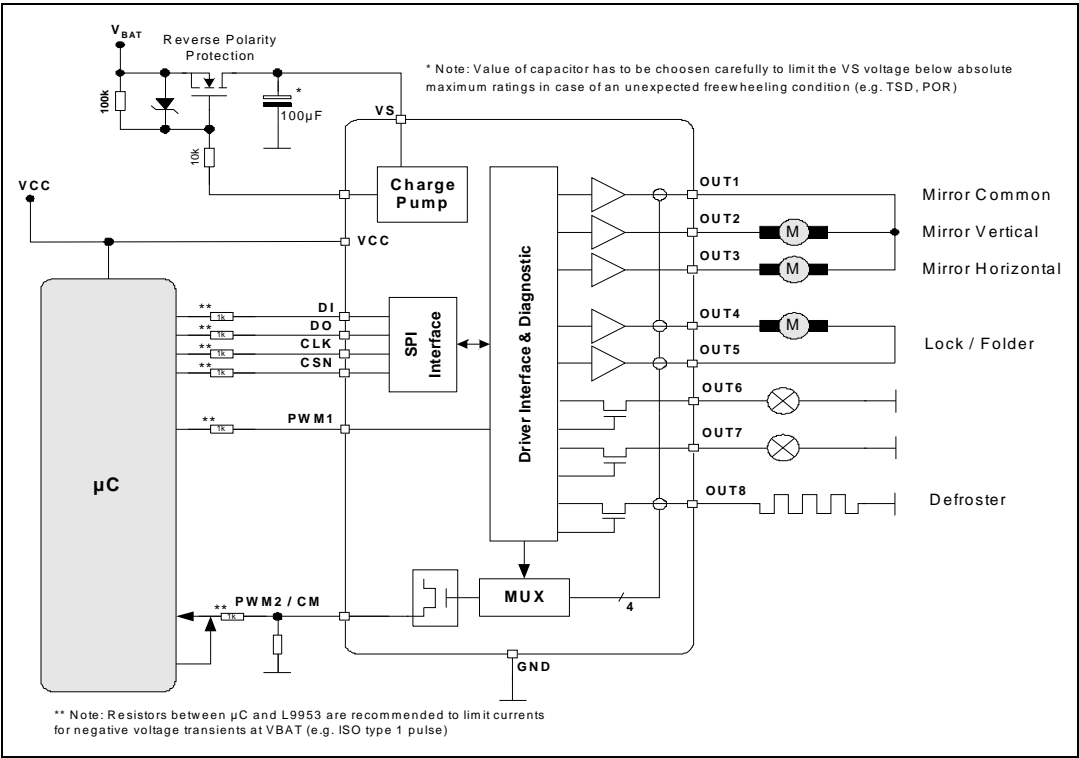 VBAT
Reverse Polarity
Protection
* Note: Value of capacitor has to be choosen carefully to limit the VS voltage below absolute
maximum ratings in case of an unexpected freewheeling condition (e.g. TSD, POR)
100k
*
100µF
VS
10k
Charge
Pump
VCC
VCC
OUT1
Mirror Common
OUT2
M
Mirror Vertical
OUT3
M
Mirror Horizontal
** 1k DI
** 1k DO
** 1k CLK
** 1k CSN
SPI
Interface
Driver Interface & Diagnostic
OUT4
M
OUT5
Lock / Folder
OUT6
** 1k PWM1
OUT7
µC
OUT8
Defroster
** 1k PWM2 / CM
MUX
4
GND
** Note: Resistors between µC and L9953 are recommended to limit currents
for negative voltage transients at VBAT (e.g. ISO type 1 pulse)